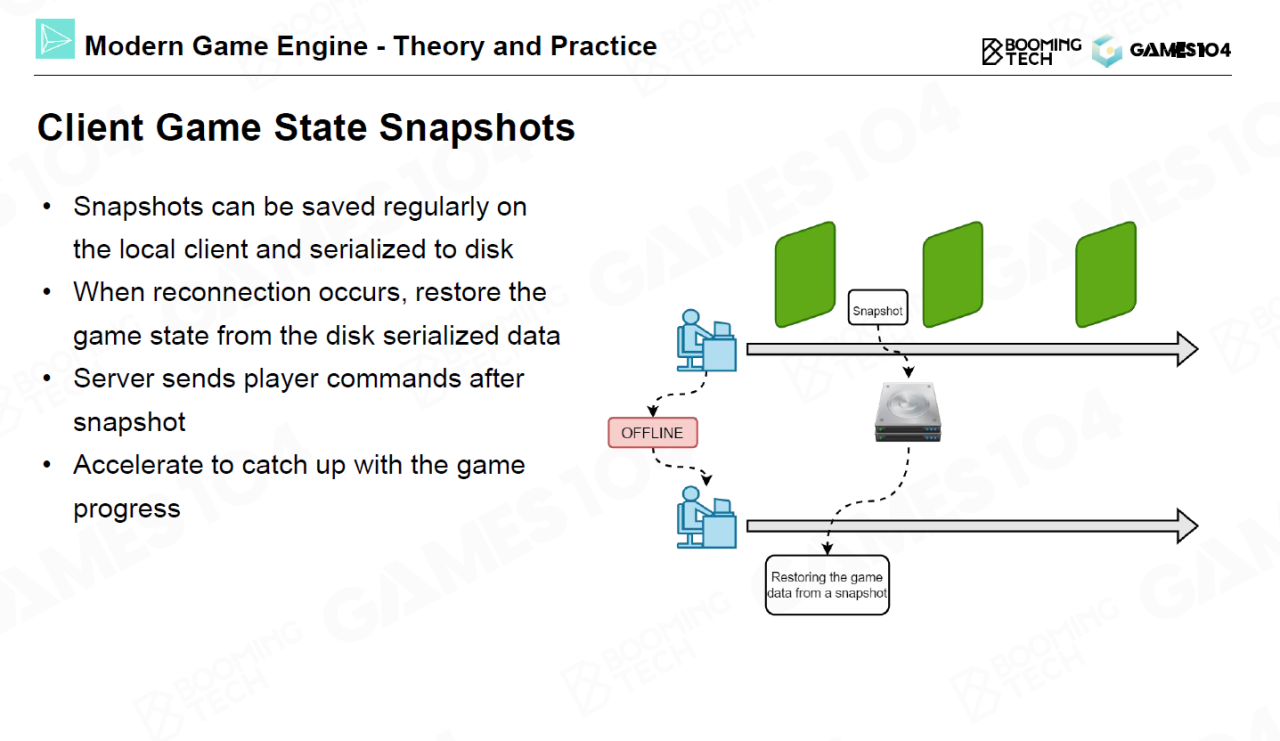 Modern Game Engine - Theory and Practice
BOOMING
TECH
GAMES104
Client Game State Snapshots
• Snapshots can be saved regularly on
the local client and serialized to disk
• When reconnection occurs, restore the
game state from the disk serialized data
• Server sends player commands after
snapshot
• Accelerate to catch up with the game
progress
Snapshot
OFFLINE
Restoring the game
data from a snapshot